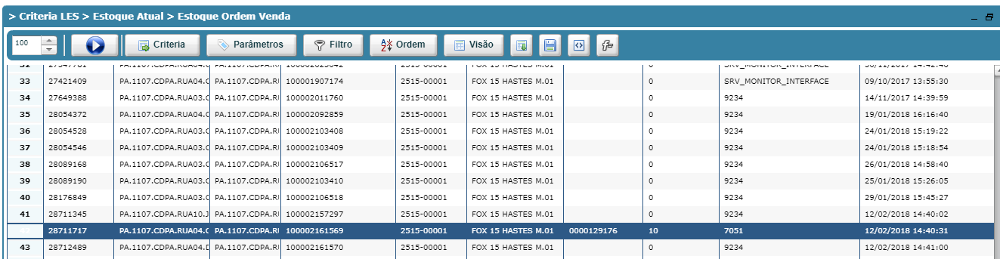 > Criteria LES > Estoque Atual > Estoque Ordem Venda
100 Criteria Parâmetros Filtro Ordem Visão
33 27421409 PA.1107.CDPA.RUA04.C PA.1107.CDPA.R 100001907174 2515-00001 FOX 15 HASTES M.01 0 SRV_MONITOR_INTERFACE 09/10/2017 13:55:30
34 27649388 PA.1107.CDPA.RUA03.C PA.1107.CDPA.R 100002011760 2515-00001 FOX 15 HASTES M.01 0 9234 14/11/2017 14:39:59
35 28054372 PA.1107.CDPA.RUA04.C PA.1107.CDPA.R 100002092859 2515-00001 FOX 15 HASTES M.01 0 9234 19/01/2018 16:16:40
36 28054528 PA.1107.CDPA.RUA03.C PA.1107.CDPA.R 100002103408 2515-00001 FOX 15 HASTES M.01 0 9234 24/01/2018 15:19:22
37 28054546 PA.1107.CDPA.RUA03.C PA.1107.CDPA.R 100002103409 2515-00001 FOX 15 HASTES M.01 0 9234 24/01/2018 15:18:54
38 28089168 PA.1107.CDPA.RUA03.C PA.1107.CDPA.R 100002106517 2515-00001 FOX 15 HASTES M.01 0 9234 26/01/2018 14:58:40
39 28089190 PA.1107.CDPA.RUA03.C PA.1107.CDPA.R 100002103410 2515-00001 FOX 15 HASTES M.01 0 9234 25/01/2018 15:26:05
40 28176849 PA.1107.CDPA.RUA03.C PA.1107.CDPA.R 100002106518 2515-00001 FOX 15 HASTES M.01 0 9234 29/01/2018 15:45:27
41 28711345 PA.1107.CDPA.RUA10.J PA.1107.CDPA.R 100002157297 2515-00001 FOX 15 HASTES M.01 0 9234 12/02/2018 14:40:02
42 28711717 PA.1107.CDPA.RUA04.C PA.1107.CDPA.R 100002161569 2515-00001 FOX 15 HASTES M.01 0000129176 10 7051 12/02/2018 14:40:31
43 28712489 PA.1107.CDPA.RUA04.D PA.1107.CDPA.R 100002161570 2515-00001 FOX 15 HASTES M.01 0 9234 12/02/2018 14:41:00